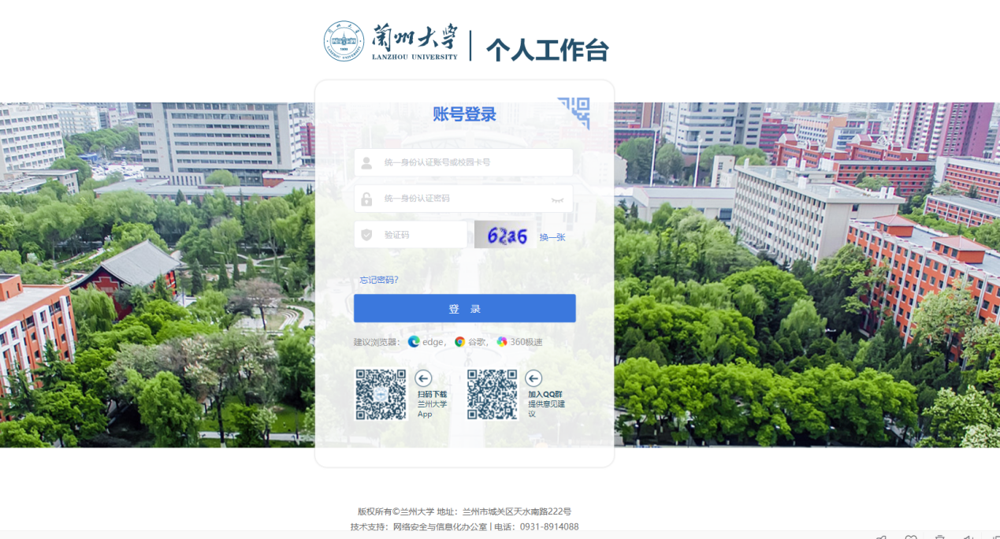 兰州大学
LANZHOU UNIVERSITY
个人工作台
账号登录
统一身份认证账号或校园卡号
统一身份认证密码
验证码
62a6
换一张
忘记密码?
登 录
建议浏览器: edge, 谷歌, 360极速
扫码下载
兰州大学
App
加入QQ群
提供意见建
议
版权所有©兰州大学 地址：兰州市城关区天水南路222号
技术支持：网络安全与信息化办公室 | 电话：0931-8914088